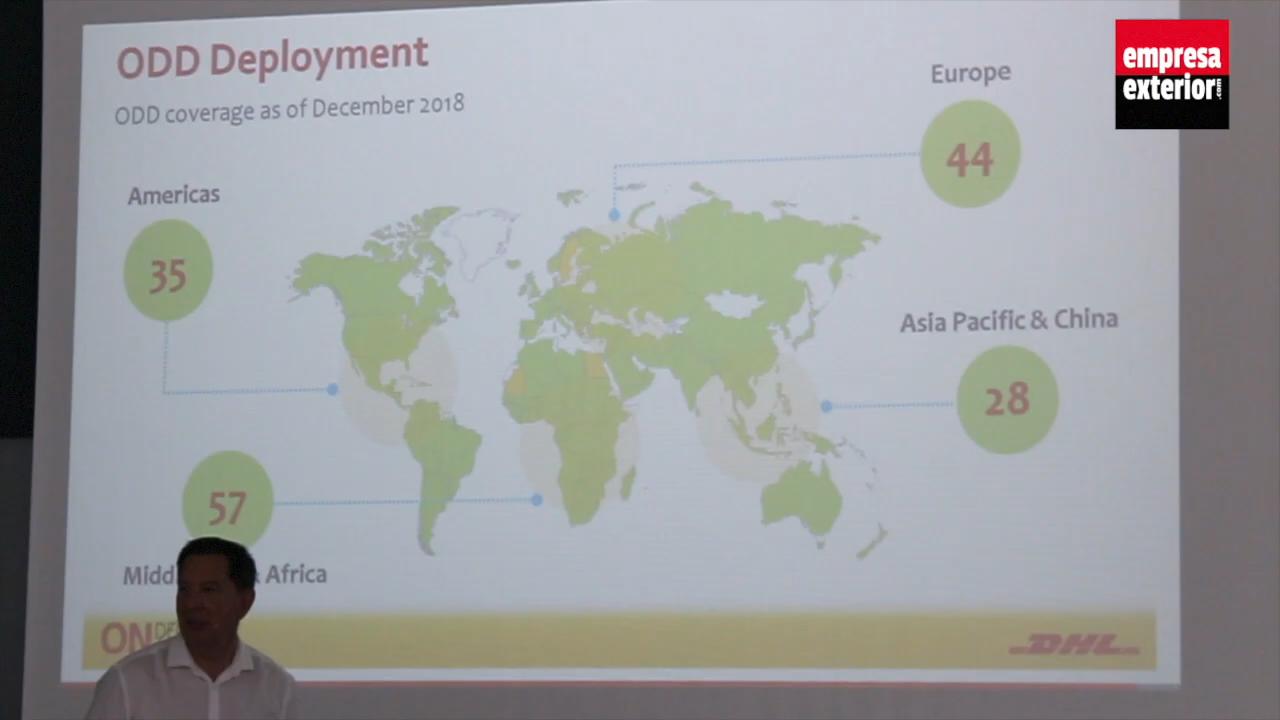 ODD Deployment
ODD coverage as of December 2018
empresa
exterior.com
Europe
44
Americas
35
Asia Pacific & China
28
57
Africa
ON
DHL